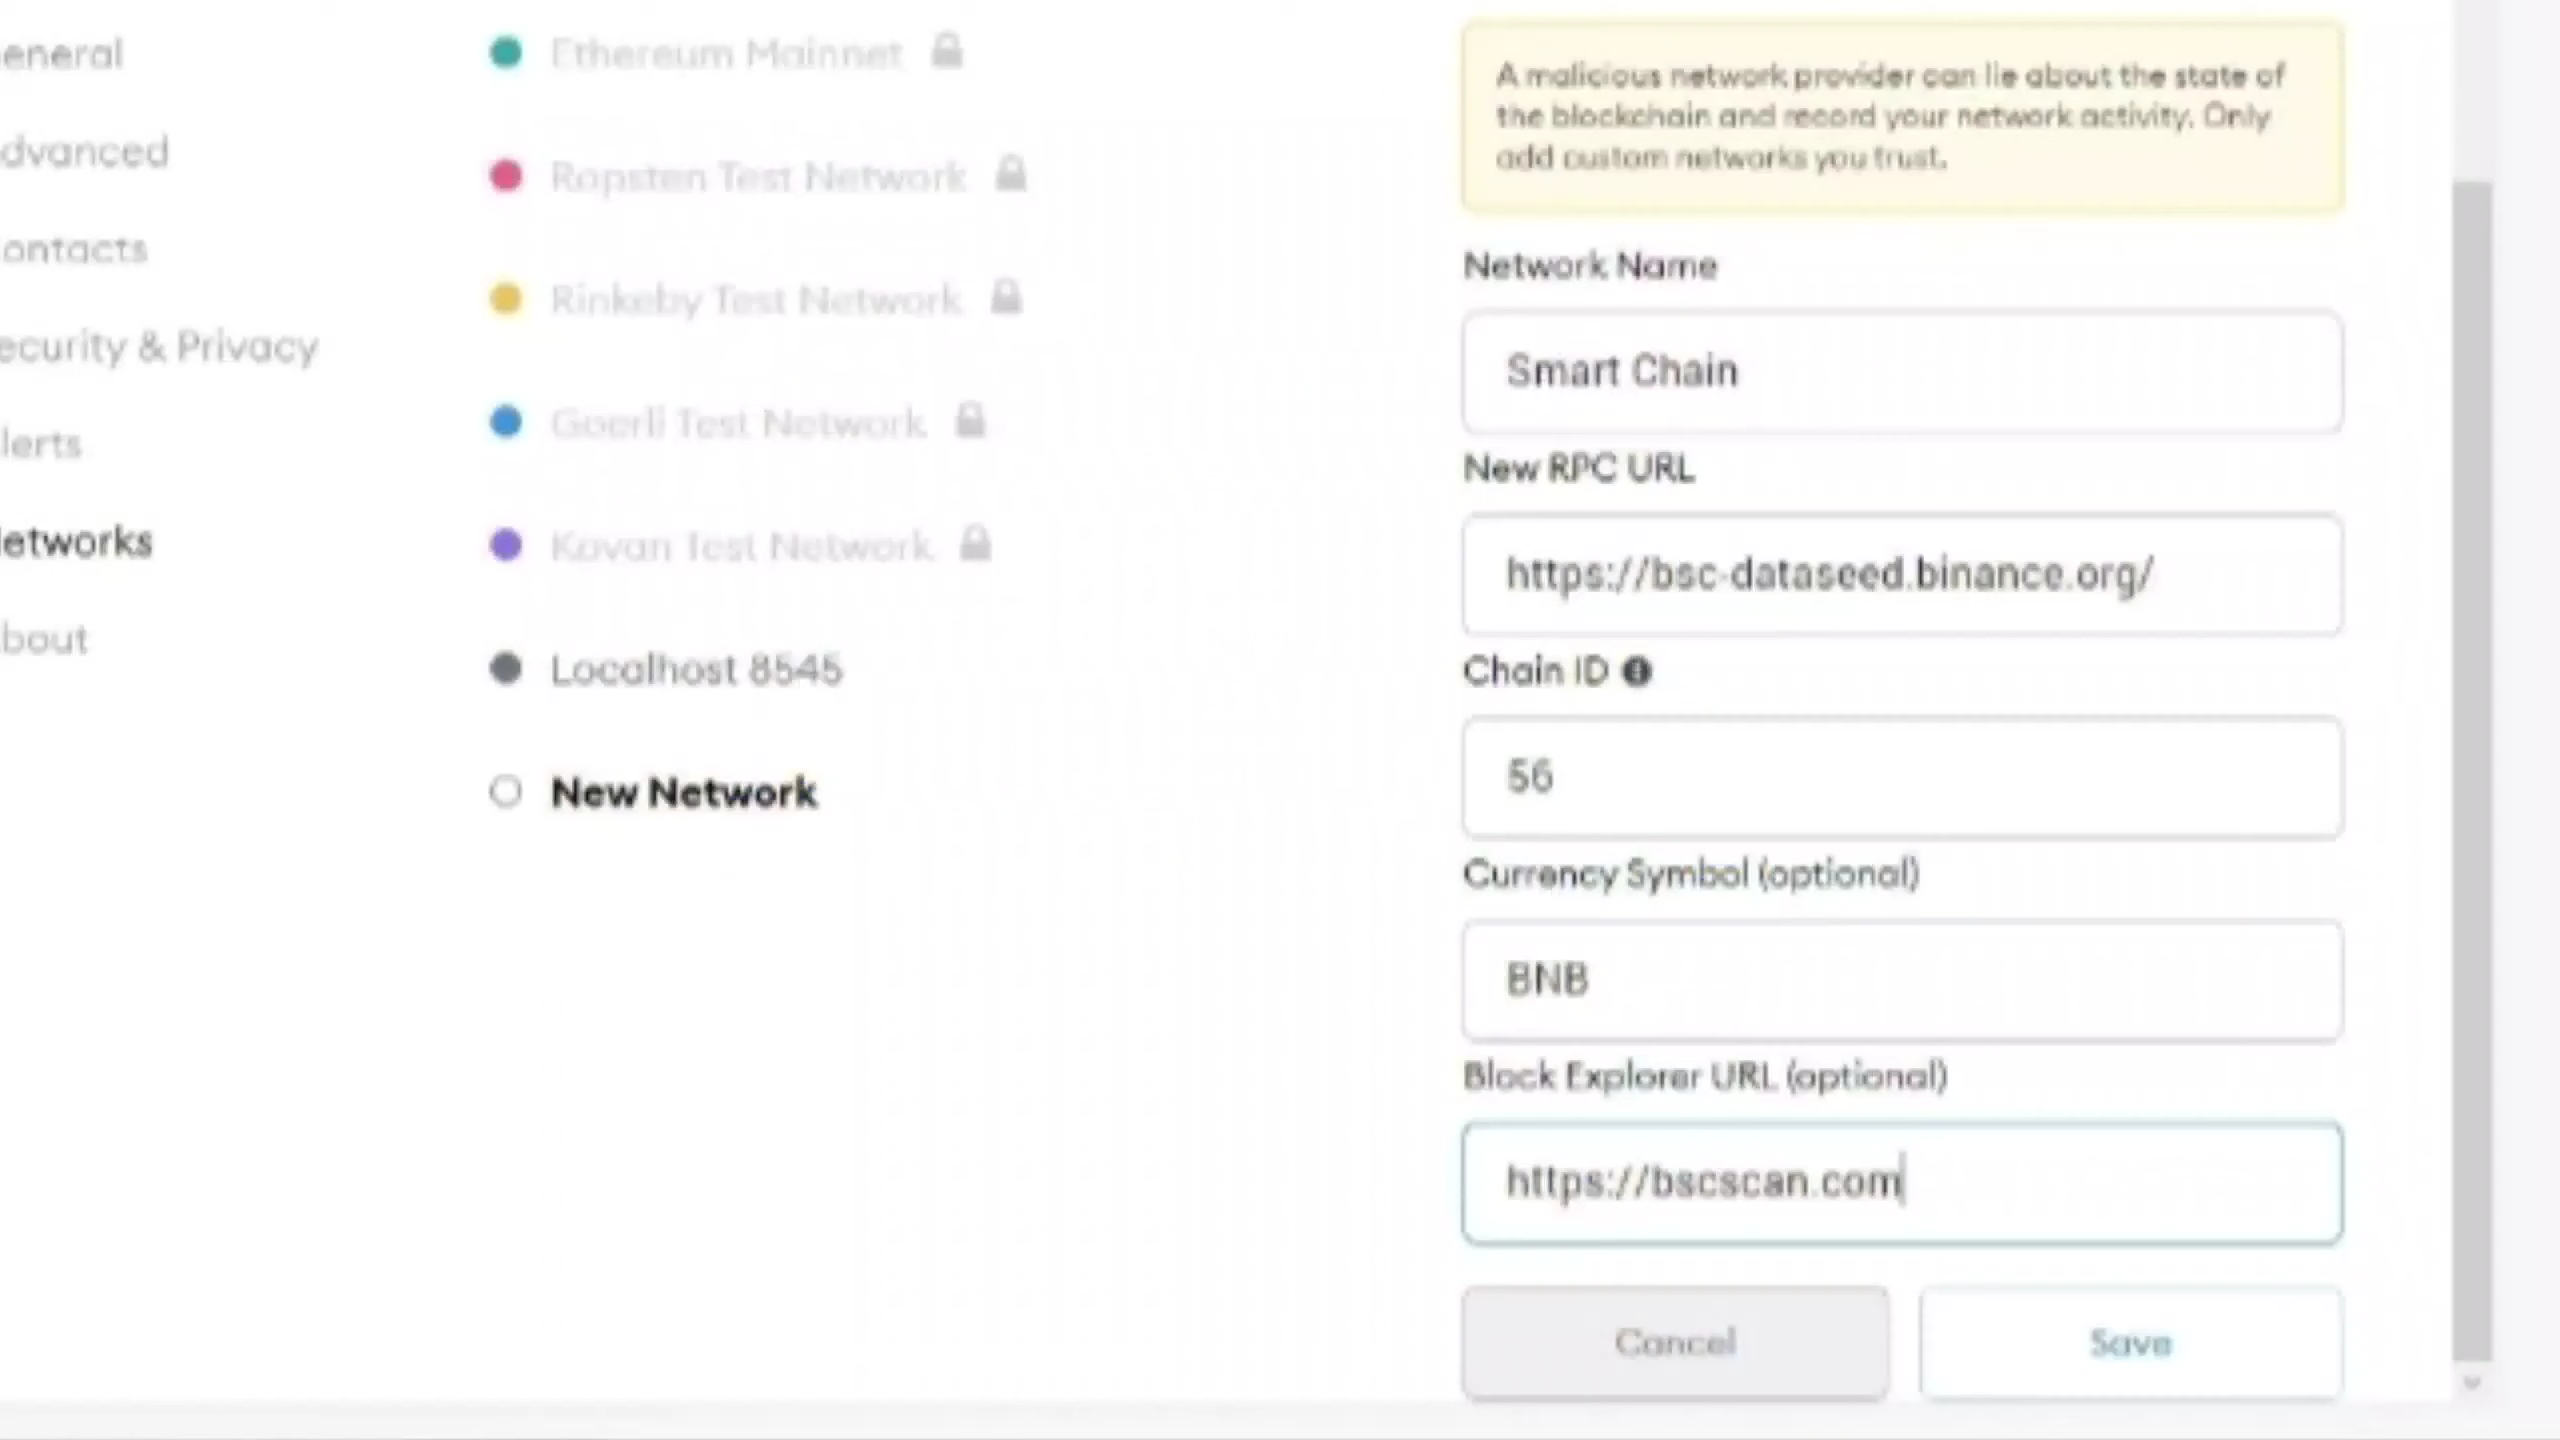 eneral
dvanced
ontacts
ecurity & Privacy
lerts
etworks
bout
Ethereum Mainnet
Ropsten Test Network
Rinkeby Test Network
Goerli Test Network
Kovan Test Network
Localhost 8545
New Network
A malicious network provider can lie about the state of
the blockchain and record your network activity. Only
add custom networks you trust.
Network Name
Smart Chain
New RPC URL
https://bsc-dataseed.binance.org/
Chain ID
56
Currency Symbol (optional)
BNB
Block Explorer URL (optional)
https://bscscan.com
Cancel
Save